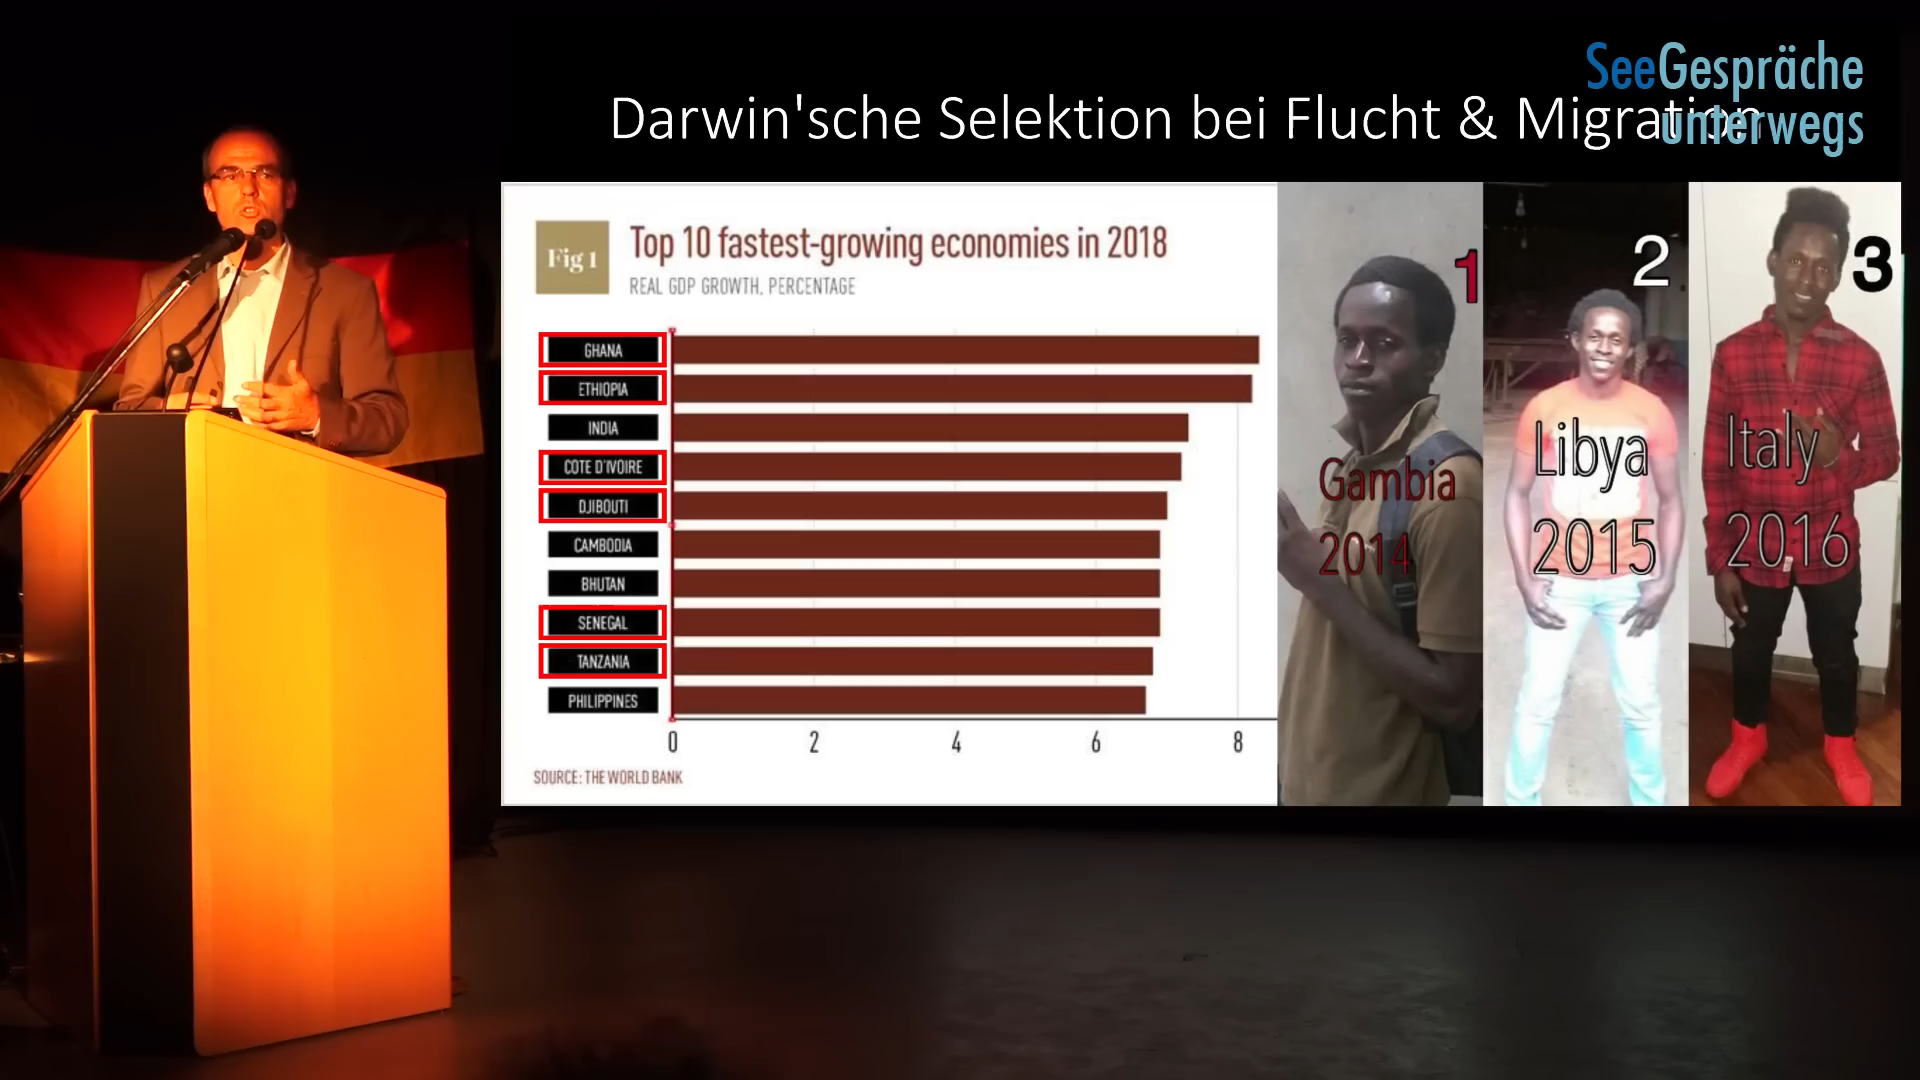 SeeGespräche
unterwegs
Darwin'sche Selektion bei Flucht & Migration
Fig 1
Top 10 fastest-growing economies in 2018
REAL GDP GROWTH, PERCENTAGE
GHANA
ETHIOPIA
INDIA
COTE D'IVOIRE
DJIBOUTI
CAMBODIA
BHUTAN
SENEGAL
TANZANIA
PHILIPPINES
0 2 4 6 8
SOURCE: THE WORLD BANK
1
Gambia
2014
2
Libya
2015
3
Italy
2016